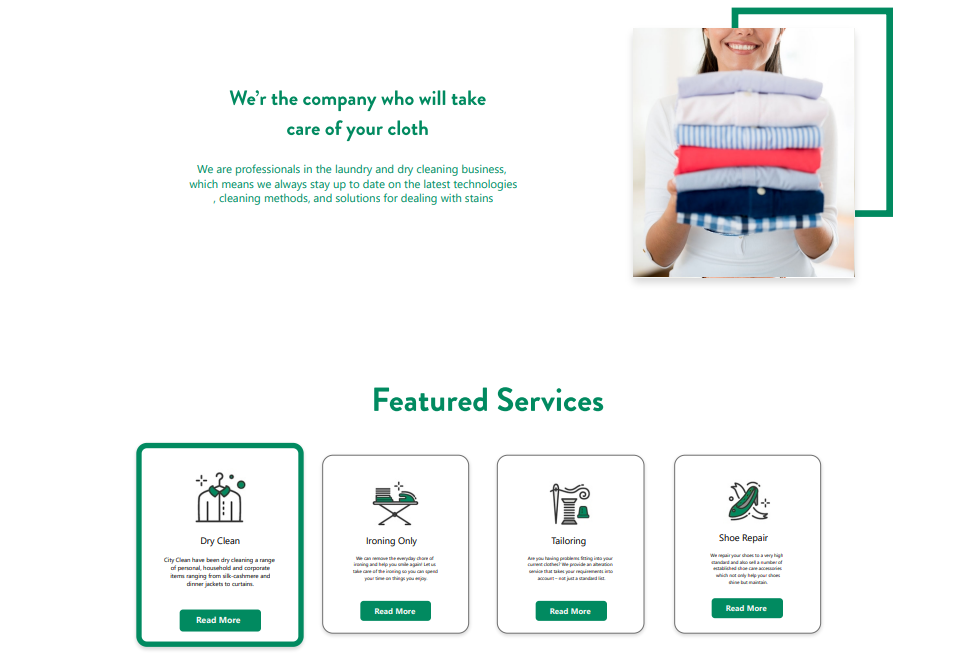 We'r the company who will take
care of your cloth
We are professionals in the laundry and dry cleaning business,
which means we always stay up to date on the latest technologies
, cleaning methods, and solutions for dealing with stains
Featured Services
Dry Clean
City Clean have been dry cleaning a range
of personal, household and corporate
items ranging from silk-cashmere and
dinner jackets to curtains.
Read More
Ironing Only
We can remove the everyday chore of
ironing and help you smile again! Let us
take care of the ironing so you can spend
your time on things you enjoy.
Read More
Tailoring
Are you having problems fitting into your
current clothes? We provide an alteration
service that takes your requirements into
account – not just a standard list.
Read More
Shoe Repair
We repair your shoes to a very high
standard and also sell a number of
established shoe care accessories
which not only help your shoes
shine but maintain.
Read More